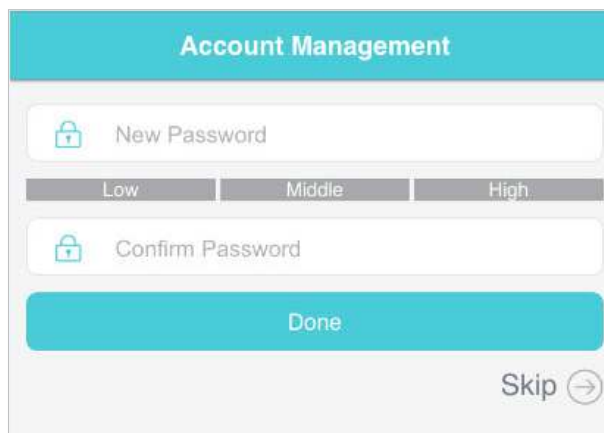 Account Management
New Password
Low Middle High
Confirm Password
Done
Skip